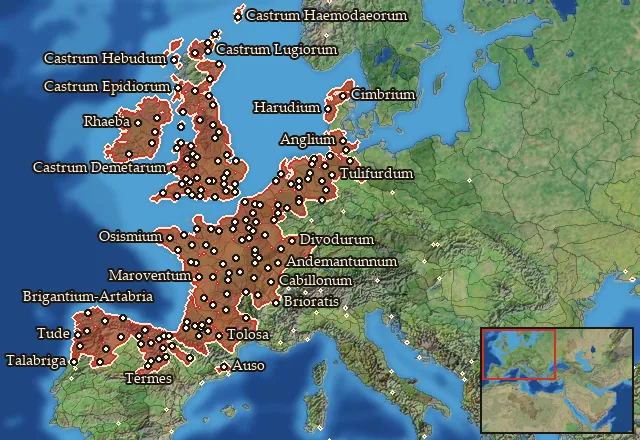 Castrum Haemodaeorum
Castrum Lugiorum
Castrum Hebudum
Castrum Epidiorum
Cimbrium
Harudium
Rhaeba
Anglium
Castrum Demetarum
Tulifurdum
Osismium
Divodurum
Andemantunnum
Maroventum
Cabillonum
Brigantium-Artabria
Brioratis
Tude
Tolosa
Talabriga
Auso
Termes